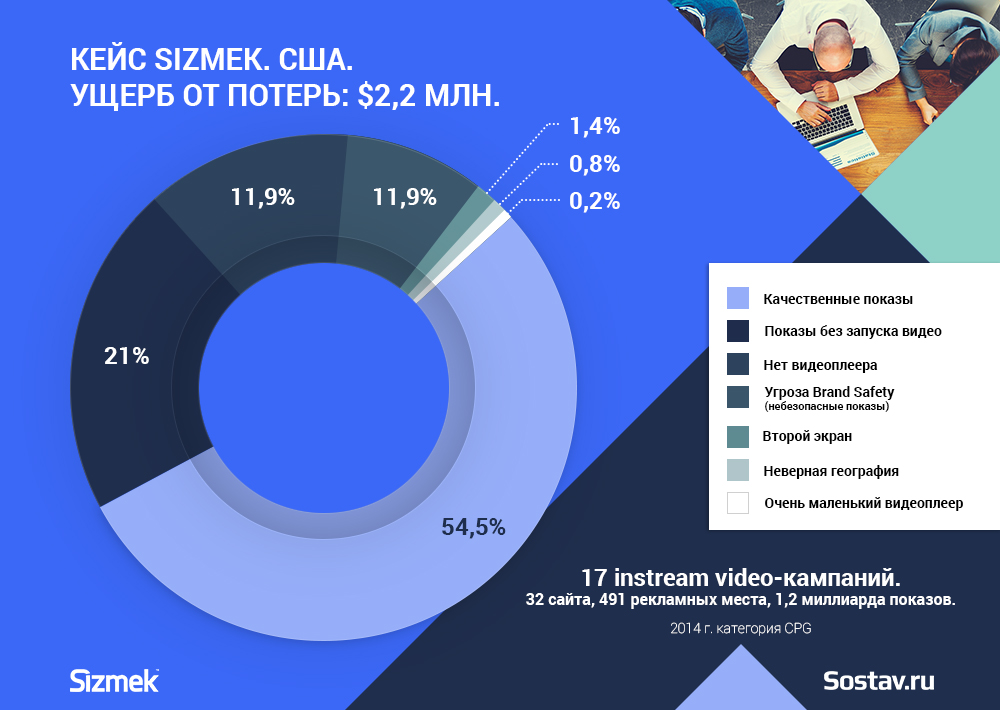 КЕЙС SIZMEK. США.
УЩЕРБ ОТ ПОТЕРЬ: $2,2 МЛН.
1,4%
0,8%
0,2%
11,9%
11,9%
21%
54,5%
Качественные показы
Показы без запуска видео
Нет видеоплеера
Угроза Brand Safety
(небезопасные показы)
Второй экран
Неверная география
Очень маленький видеоплеер
17 instream video-кампаний.
32 сайта, 491 рекламных места, 1,2 миллиарда показов.
2014 г. категория CPG
Sizmek™
Sostav.ru